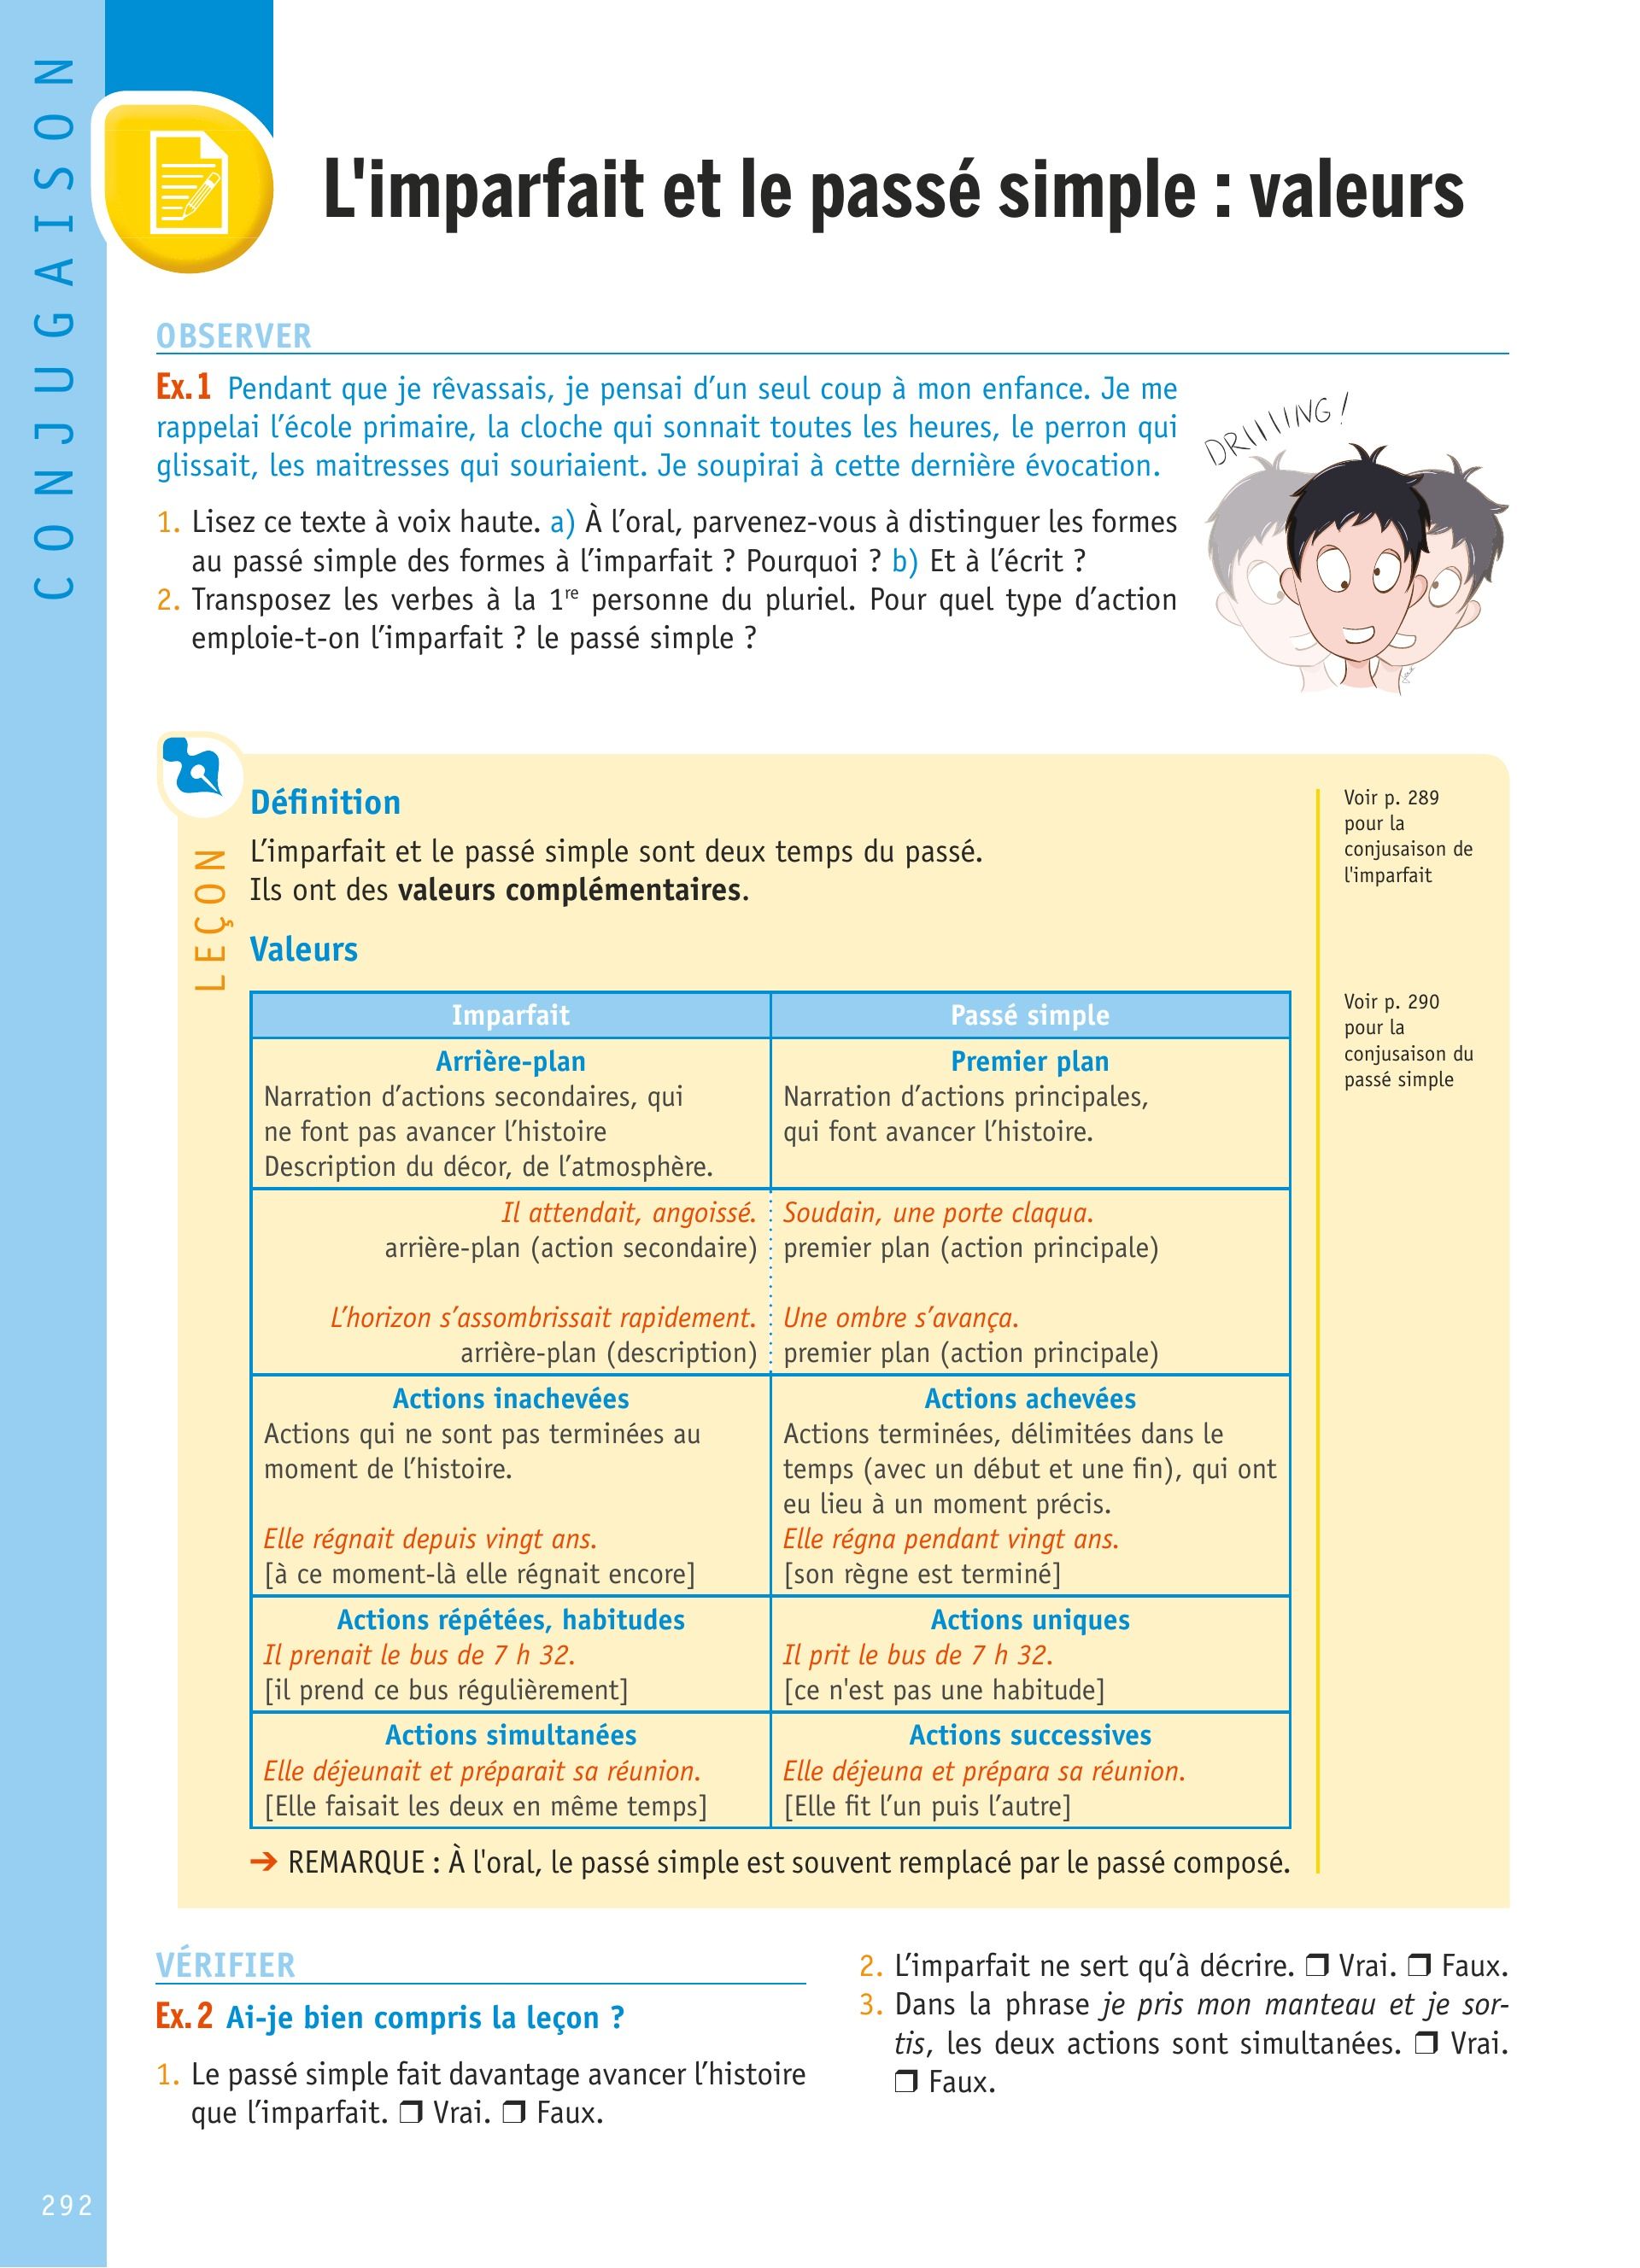 CONJUGAISON
L'imparfait et le passé simple : valeurs
OBSERVER
Ex. 1 Pendant que je rêvassais, je pensai d’un seul coup à mon enfance. Je me
rappelai l’école primaire, la cloche qui sonnait toutes les heures, le perron qui
glissait, les maitresses qui souriaient. Je soupirai à cette dernière évocation.
DRIIIING !
1. Lisez ce texte à voix haute. a) À l’oral, parvenez-vous à distinguer les formes
au passé simple des formes à l’imparfait ? Pourquoi ? b) Et à l’écrit ?
2. Transposez les verbes à la 1re personne du pluriel. Pour quel type d’action
emploie-t-on l’imparfait ? le passé simple ?
LEÇON
Définition
L’imparfait et le passé simple sont deux temps du passé.
Ils ont des valeurs complémentaires.
Voir p. 289
pour la
conjusaison de
l'imparfait
Valeurs
Voir p. 290
pour la
conjusaison du
passé simple
Imparfait
Passé simple
Arrière-plan
Narration d’actions secondaires, qui
ne font pas avancer l’histoire
Description du décor, de l’atmosphère.
Premier plan
Narration d’actions principales,
qui font avancer l’histoire.
Il attendait, angoissé.
arrière-plan (action secondaire)
Soudain, une porte claqua.
premier plan (action principale)
L’horizon s’assombrissait rapidement.
arrière-plan (description)
Une ombre s’avança.
premier plan (action principale)
Actions inachevées
Actions qui ne sont pas terminées au
moment de l’histoire.
Elle régnait depuis vingt ans.
[à ce moment-là elle régnait encore]
Actions achevées
Actions terminées, délimitées dans le
temps (avec un début et une fin), qui ont
eu lieu à un moment précis.
Elle régna pendant vingt ans.
[son règne est terminé]
Actions répétées, habitudes
Il prenait le bus de 7 h 32.
[il prend ce bus régulièrement]
Actions uniques
Il prit le bus de 7 h 32.
[ce n'est pas une habitude]
Actions simultanées
Elle déjeunait et préparait sa réunion.
[Elle faisait les deux en même temps]
Actions successives
Elle déjeuna et prépara sa réunion.
[Elle fit l’un puis l’autre]
➔ REMARQUE : À l'oral, le passé simple est souvent remplacé par le passé composé.
VÉRIFIER
Ex. 2 Ai-je bien compris la leçon ?
1. Le passé simple fait davantage avancer l’histoire
que l’imparfait. ❒ Vrai. ❒ Faux.
2. L’imparfait ne sert qu’à décrire. ❒ Vrai. ❒ Faux.
3. Dans la phrase je pris mon manteau et je sor-
tis, les deux actions sont simultanées. ❒ Vrai.
❒ Faux.
292